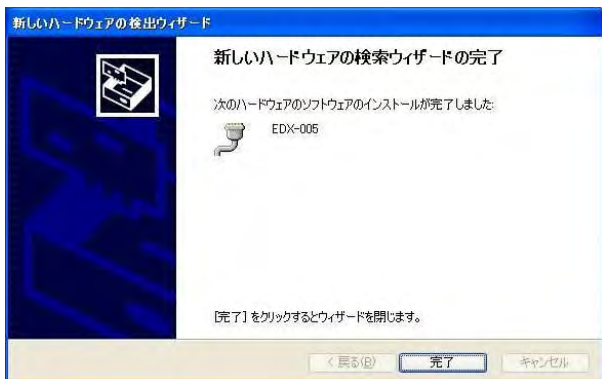 新しいハードウェアの検出ウィザード
新しいハードウェアの検索ウィザードの完了
次のハードウェアのソフトウェアのインストールが完了しました:
EDX-005
[完了] をクリックするとウィザードを閉じます。
< 戻る(B)
完了
キャンセル